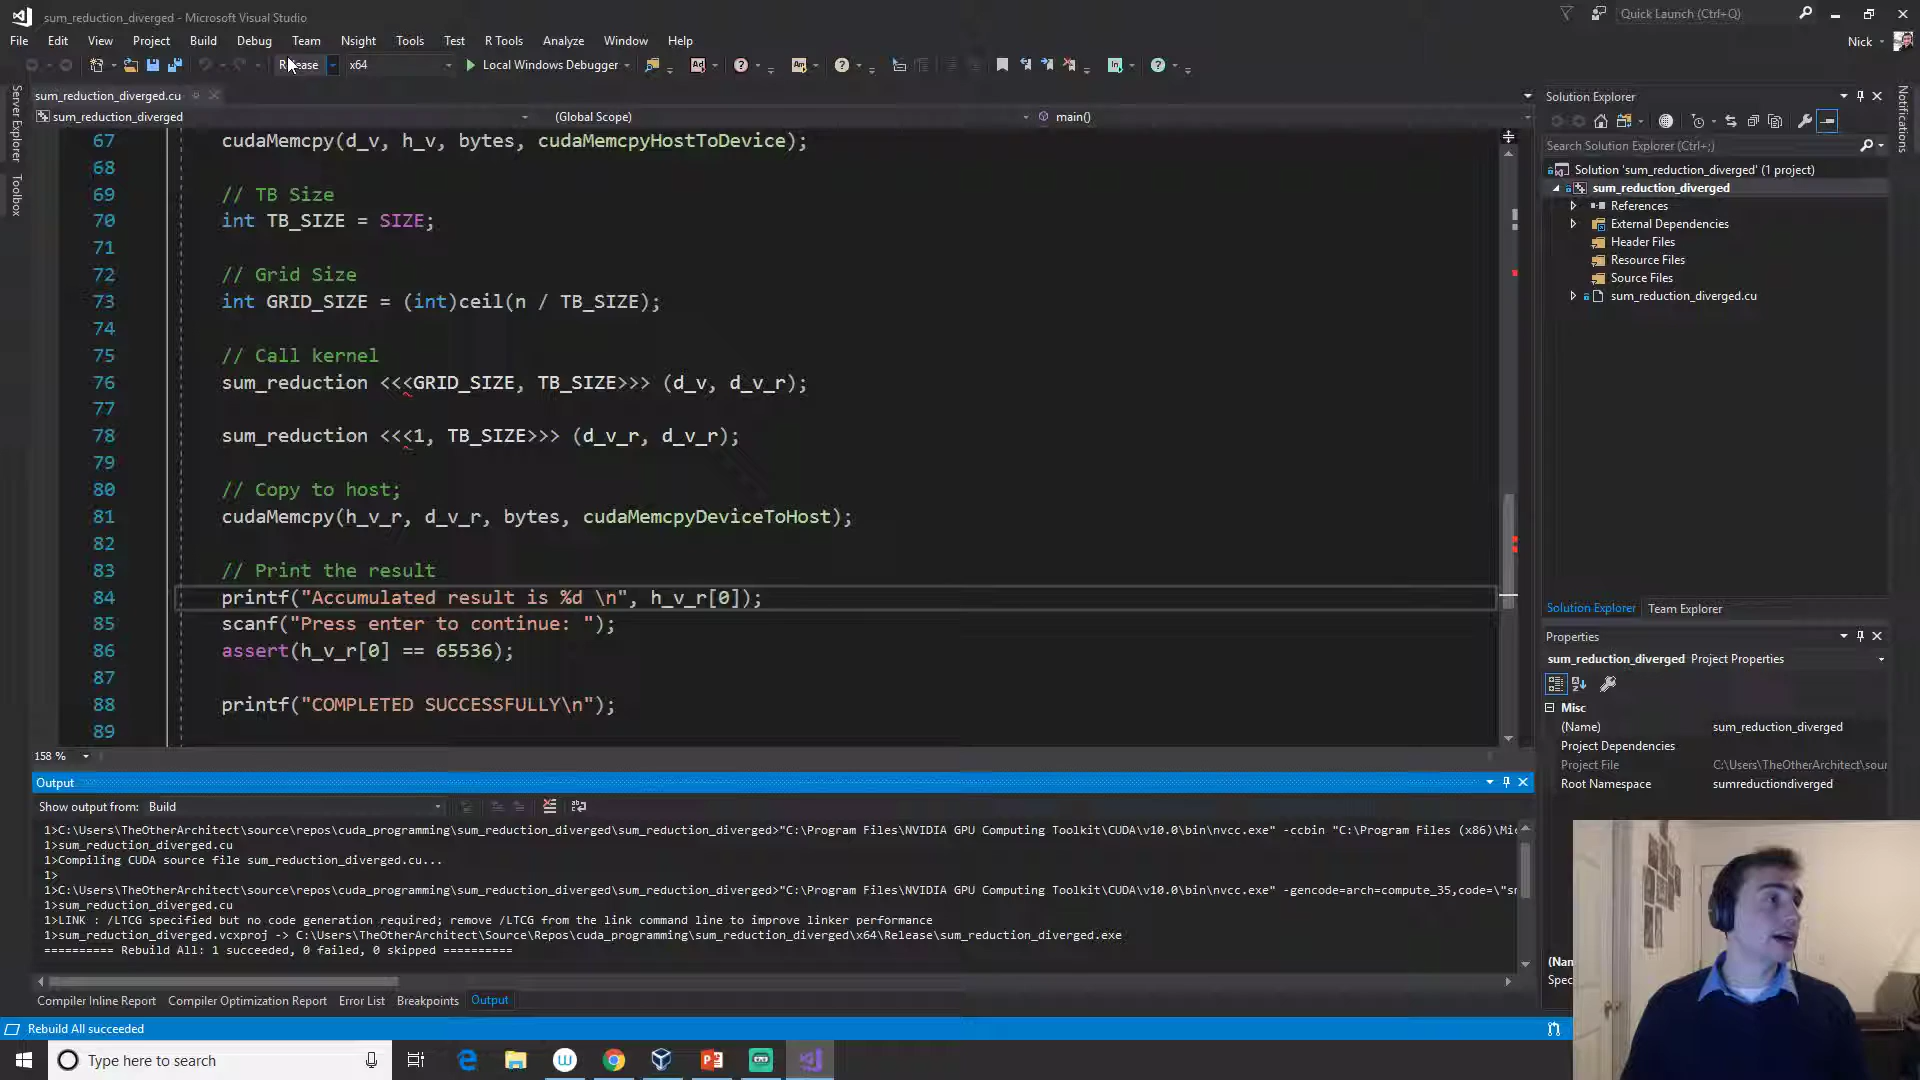 sum_reduction_diverged - Microsoft Visual Studio
Quick Launch (Ctrl+Q)
File Edit View Project Build Debug Team Nsight Tools Test R Tools Analyze Window Help
Nick
x64 Local Windows Debugger
sum_reduction_diverged.cu
sum_reduction_diverged (Global Scope) main()
Server Explorer
Toolbox
67 cudaMemcpy(d_v, h_v, bytes, cudaMemcpyHostToDevice);
68
69 // TB Size
70 int TB_SIZE = SIZE;
71
72 // Grid Size
73 int GRID_SIZE = (int)ceil(n / TB_SIZE);
74
75 // Call kernel
76 sum_reduction <<<GRID_SIZE, TB_SIZE>>> (d_v, d_v_r);
77
78 sum_reduction <<<1, TB_SIZE>>> (d_v_r, d_v_r);
79
80 // Copy to host;
81 cudaMemcpy(h_v_r, d_v_r, bytes, cudaMemcpyDeviceToHost);
82
83 // Print the result
84 printf("Accumulated result is %d \n", h_v_r[0]);
85 scanf("Press enter to continue: ");
86 assert(h_v_r[0] == 65536);
87
88 printf("COMPLETED SUCCESSFULLY\n");
89
158 %
Output
Show output from: Build
1>C:\Users\TheOtherArchitect\source\repos\cuda_programming\sum_reduction_diverged\sum_reduction_diverged>"C:\Program Files\NVIDIA GPU Computing Toolkit\CUDA\v10.0\bin\nvcc.exe" -ccbin "C:\Program Files (x86)\Mic
1>sum_reduction_diverged.cu
1>Compiling CUDA source file sum_reduction_diverged.cu...
1>
1>C:\Users\TheOtherArchitect\source\repos\cuda_programming\sum_reduction_diverged\sum_reduction_diverged>"C:\Program Files\NVIDIA GPU Computing Toolkit\CUDA\v10.0\bin\nvcc.exe" -gencode=arch=compute_35,code=\"sm
1>sum_reduction_diverged.cu
1>LINK : /LTCG specified but no code generation required; remove /LTCG from the link command line to improve linker performance
1>sum_reduction_diverged.vcxproj -> C:\Users\TheOtherArchitect\Source\Repos\cuda_programming\sum_reduction_diverged\x64\Release\sum_reduction_diverged.exe
========== Rebuild All: 1 succeeded, 0 failed, 0 skipped ==========
Compiler Inline Report Compiler Optimization Report Error List Breakpoints Output
Rebuild All succeeded
Type here to search
Solution Explorer
Search Solution Explorer (Ctrl+;)
Solution 'sum_reduction_diverged' (1 project)
sum_reduction_diverged
References
External Dependencies
Header Files
Resource Files
Source Files
sum_reduction_diverged.cu
Solution Explorer Team Explorer
Properties
sum_reduction_diverged Project Properties
Misc
(Name) sum_reduction_diverged
Project Dependencies
Project File C:\Users\TheOtherArchitect\sour
Root Namespace sumreductiondiverged
(Nam
Spec
Notifications